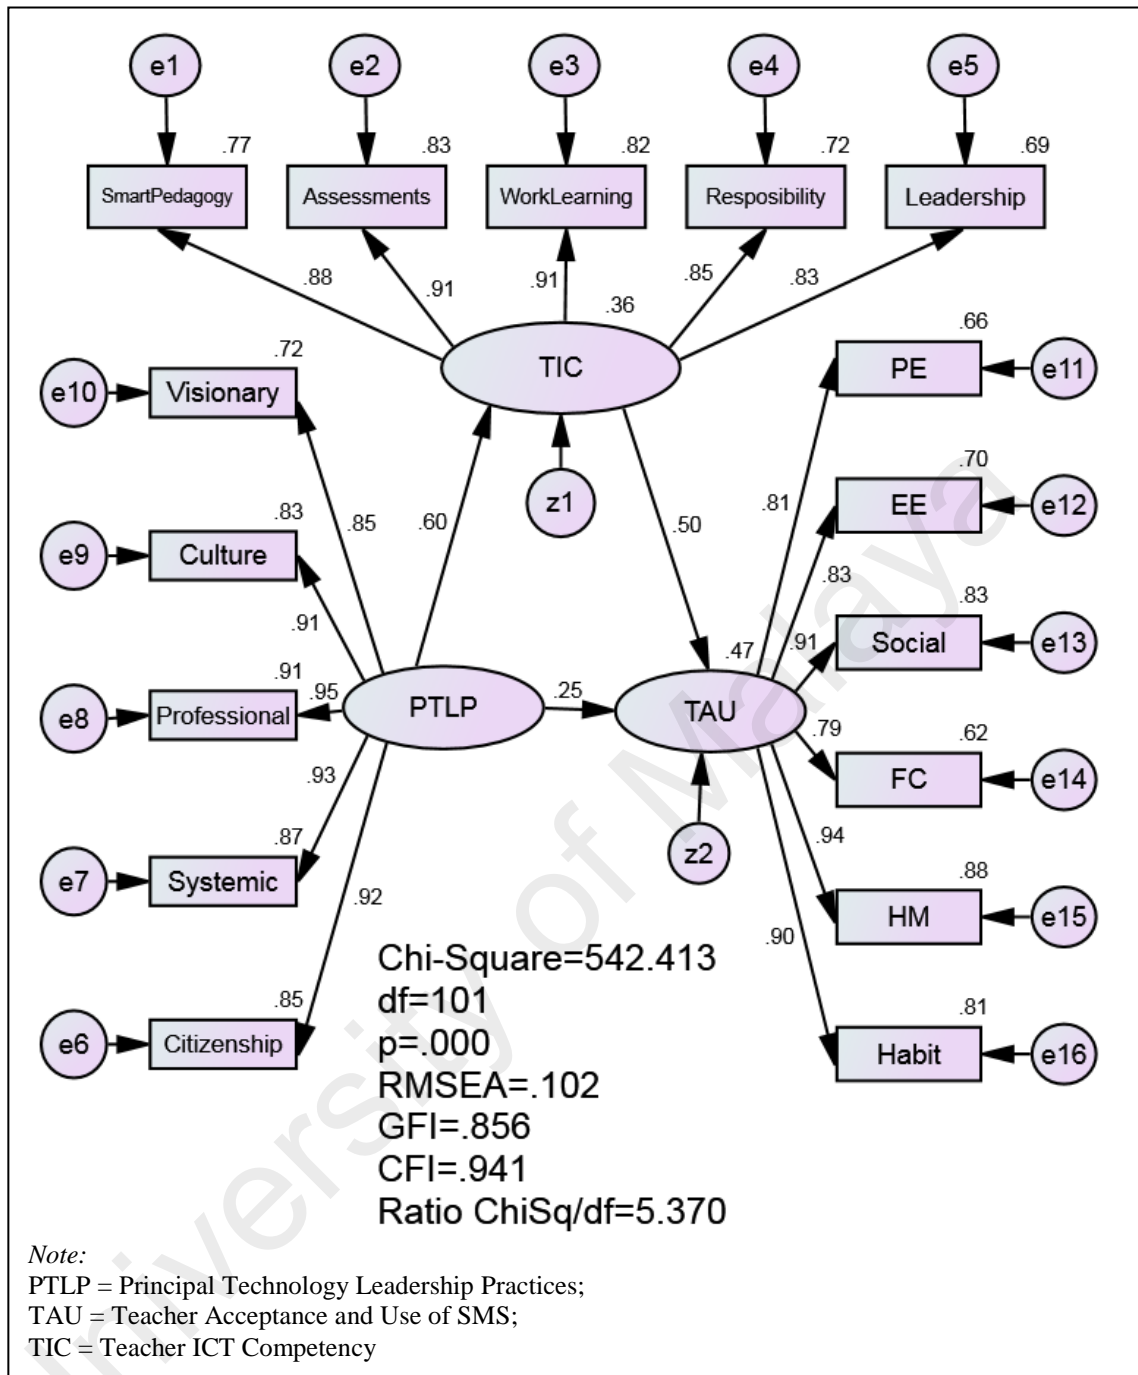 e1
e2
e3
e4
e5
.77
.83
.82
.72
.69
SmartPedagogy
Assessments
WorkLearning
Resposibility
Leadership
.88
.91
.91
.85
.83
.36
TIC
z1
.72
Visionary
e10
.83
Culture
e9
.91
Professional
e8
.87
Systemic
e7
.85
Citizenship
e6
.85
.91
.95
.93
.92
PTLP
.60
.50
.25
.47
TAU
z2
.66
PE
e11
.70
EE
e12
.83
Social
e13
.62
FC
e14
.88
HM
e15
.81
Habit
e16
.81
.83
.91
.79
.94
.90
Chi-Square=542.413
df=101
p=.000
RMSEA=.102
GFI=.856
CFI=.941
Ratio ChiSq/df=5.370
Note:
PTLP = Principal Technology Leadership Practices;
TAU = Teacher Acceptance and Use of SMS;
TIC = Teacher ICT Competency
University of Malaya